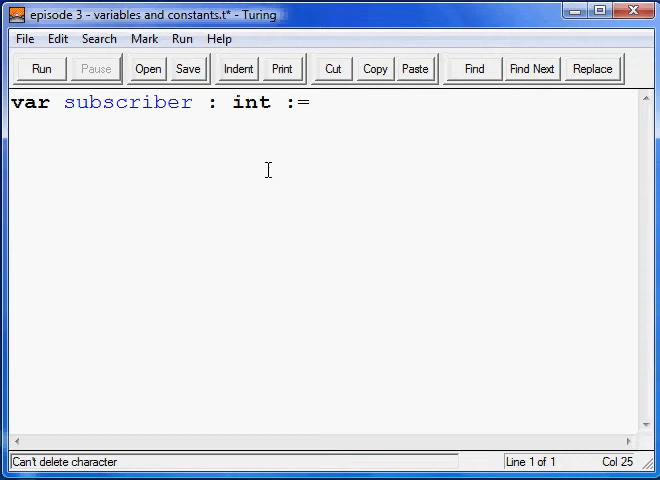 episode 3 - variables and constants.t* - Turing
File Edit Search Mark Run Help
Run Pause Open Save Indent Print Cut Copy Paste Find Find Next Replace
var subscriber : int :=
Can't delete character Line 1 of 1 Col 25